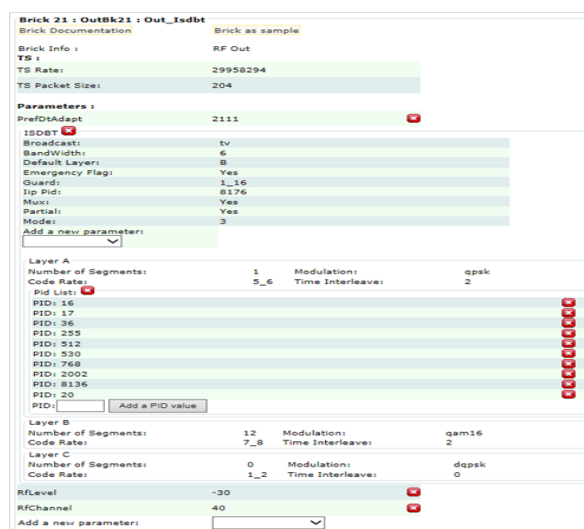 Brick 21 : OutBk21 : Out_Isdbt
Brick Documentation Brick as sample
Brick Info : RF Out
TS :
TS Rate: 29958294
TS Packet Size: 204
Parameters :
PrefDtAdapt 2111
ISDBT
Broadcast: tv
BandWidth: 6
Default Layer: B
Emergency Flag: Yes
Guard: 1_16
Iip Pid: 8176
Mux: Yes
Partial: Yes
Mode: 3
Add a new parameter:
Layer A
Number of Segments: 1 Modulation: qpsk
Code Rate: 5_6 Time Interleave: 2
Pid List:
PID: 16
PID: 17
PID: 36
PID: 255
PID: 512
PID: 530
PID: 768
PID: 2002
PID: 8136
PID: 20
PID: Add a PID value
Layer B
Number of Segments: 12 Modulation: qam16
Code Rate: 7_8 Time Interleave: 2
Layer C
Number of Segments: 0 Modulation: dqpsk
Code Rate: 1_2 Time Interleave: 0
RfLevel -30
RfChannel 40
Add a new parameter: